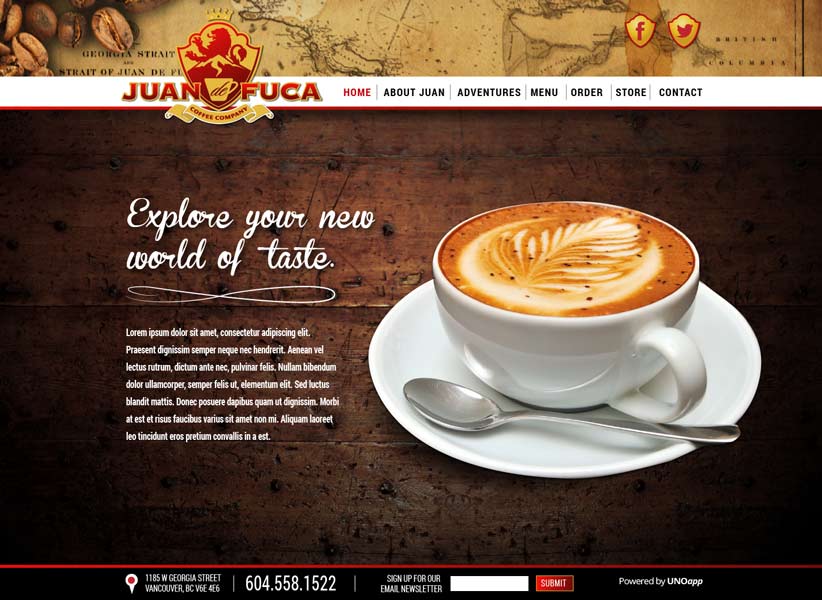 GEORGIA STRAIT
AND
STRAIT OF JUAN DE FU
BRITISH
COLUMBIA
JUAN de FUCA
COFFEE COMPANY
HOME
ABOUT JUAN
ADVENTURES
MENU
ORDER
STORE
CONTACT
Explore your new
world of taste.
Lorem ipsum dolor sit amet, consectetur adipiscing elit.
Praesent dignissim semper neque nec hendrerit. Aenean vel
lectus rutrum, dictum ante nec, pulvinar felis. Nullam bibendum
dolor ullamcorper, semper felis ut, elementum elit. Sed luctus
blandit mattis. Donec posuere dapibus quam ut dignissim. Morbi
at est et risus faucibus varius sit amet non mi. Aliquam laoreet
leo tincidunt eros pretium convallis in a est.
1185 W GEORGIA STREET
VANCOUVER, BC V6E 4E6
604.558.1522
SIGN UP FOR OUR
EMAIL NEWSLETTER
SUBMIT
Powered by UNOapp